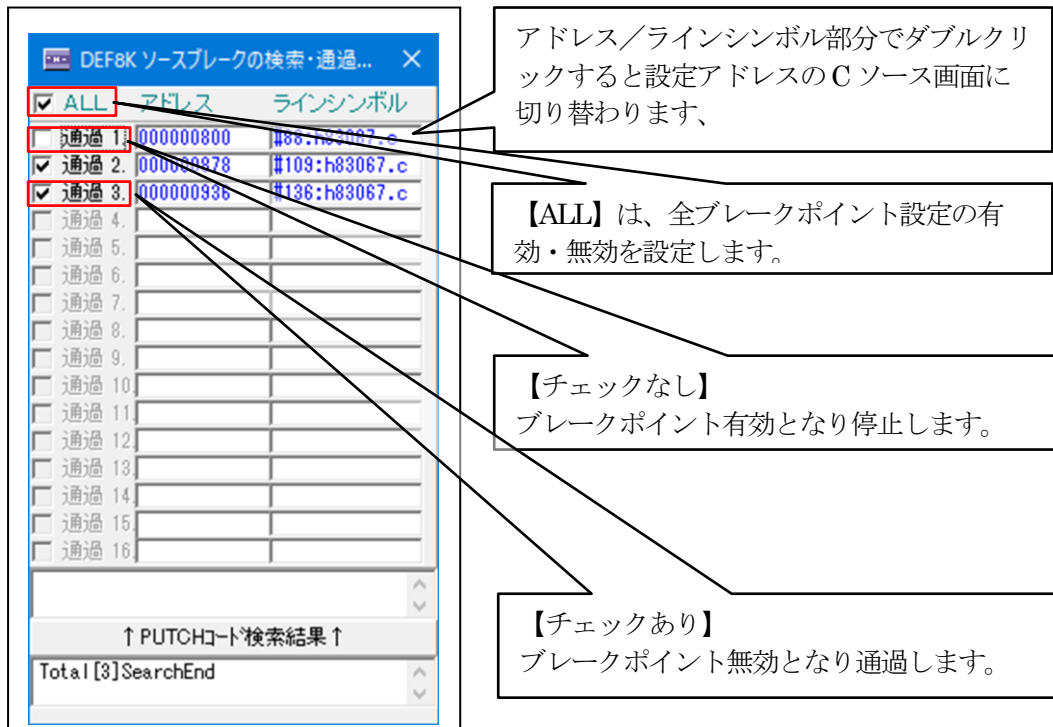 DEF8K ソースブレークの検索・通過...
ALL アドレス ラインシンボル
通過 1. 000000800 #88:h83067.c
通過 2. 000000878 #109:h83067.c
通過 3. 000000936 #136:h83067.c
通過 4.
通過 5.
通過 6.
通過 7.
通過 8.
通過 9.
通過 10.
通過 11.
通過 12.
通過 13.
通過 14.
通過 15.
通過 16.
↑PUTCHコード検索結果↑
Total[3]SearchEnd
アドレス／ラインシンボル部分でダブルクリ
ックすると設定アドレスの C ソース画面に
切り替わります、
【ALL】は、全ブレークポイント設定の有
効・無効を設定します。
【チェックなし】
ブレークポイント有効となり停止します。
【チェックあり】
ブレークポイント無効となり通過します。